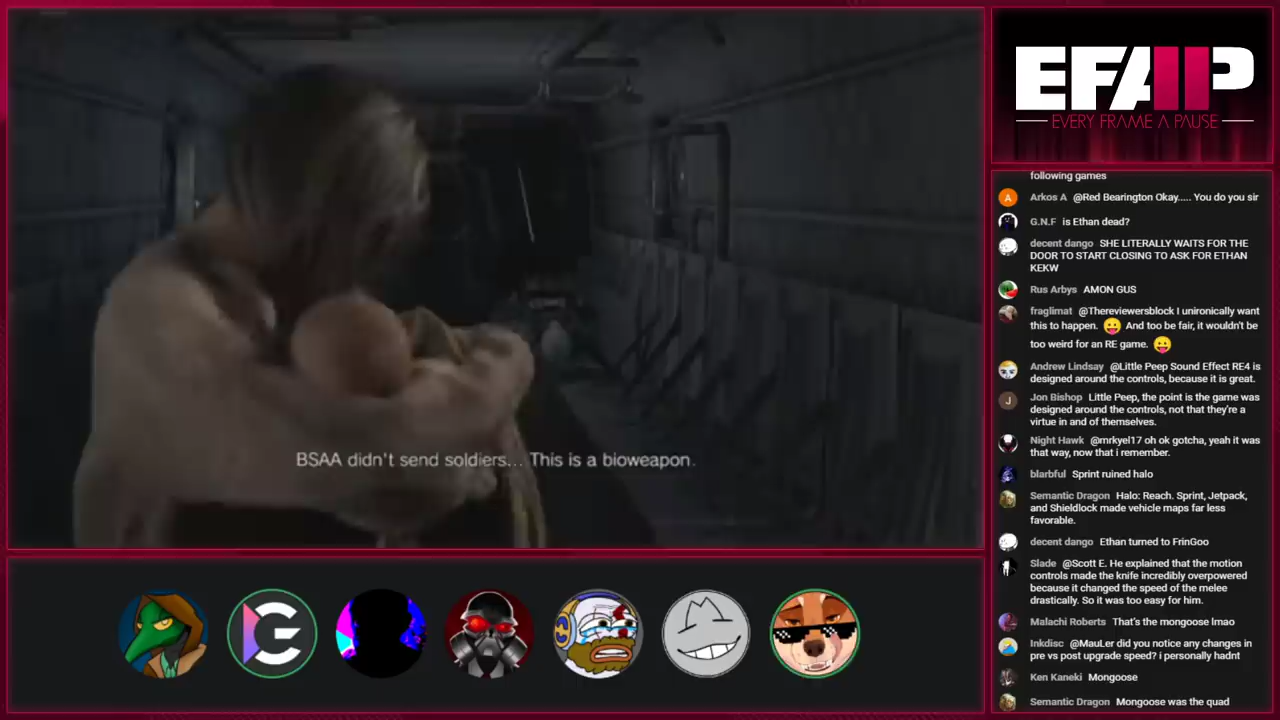 BSAA didn't send soldiers... This is a bioweapon.
EFAP
EVERY FRAME A PAUSE
following games
Arkos A @Red Bearington Okay..... You do you sir
G.N.F is Ethan dead?
decent dango SHE LITERALLY WAITS FOR THE
DOOR TO START CLOSING TO ASK FOR ETHAN
KEKW
Rus Arbys AMON GUS
fraglimat @Thereviewersblock I unironically want
this to happen. 😛 And too be fair, it wouldn't be
too weird for an RE game. 😛
Andrew Lindsay @Little Peep Sound Effect RE4 is
designed around the controls, because it is great.
J
Jon Bishop Little Peep, the point is the game was
designed around the controls, not that they're a
virtue in and of themselves.
Night Hawk @mrkyel17 oh ok gotcha, yeah it was
that way, now that i remember.
blarbful Sprint ruined halo
Semantic Dragon Halo: Reach. Sprint, Jetpack,
and Shieldlock made vehicle maps far less
favorable.
decent dango Ethan turned to FrinGoo
Slade @Scott E. He explained that the motion
controls made the knife incredibly overpowered
because it changed the speed of the melee
drastically. So it was too easy for him.
Malachi Roberts That's the mongoose lmao
Inkdisc @MauLer did you notice any changes in
pre vs post upgrade speed? i personally hadnt
Ken Kaneki Mongoose
Semantic Dragon Mongoose was the quad